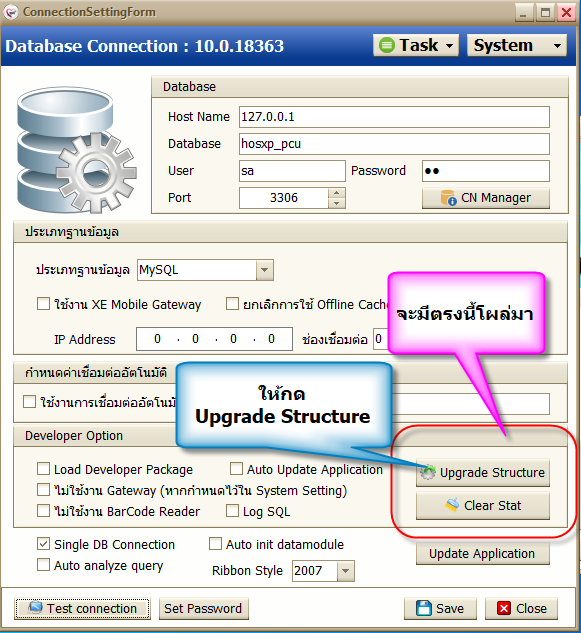 ConnectionSettingForm
Database Connection : 10.0.18363
Task
System
Database
Host Name 127.0.0.1
Database hosxp_pcu
User sa Password ●●
Port 3306 CN Manager
ประเภทฐานข้อมูล
ประเภทฐานข้อมูล MySQL
ใช้งาน XE Mobile Gateway ยกเลิกการใช้ Offline Cache
จะมีตรงนี้โผล่มา
IP Address 0 . 0 . 0 . 0 ช่องเชื่อมต่อ 0
กำหนดค่าเชื่อมต่ออัตโนมัติ
ใช้งานการเชื่อมต่ออัตโนมั
ให้กด
Upgrade Structure
Developer Option
Load Developer Package Auto Update Application Upgrade Structure
ไม่ใช้งาน Gateway (หากกำหนดไว้ใน System Setting)
ไม่ใช้งาน BarCode Reader Log SQL Clear Stat
Single DB Connection Auto init datamodule Update Application
Auto analyze query Ribbon Style 2007
Test connection Set Password Save Close